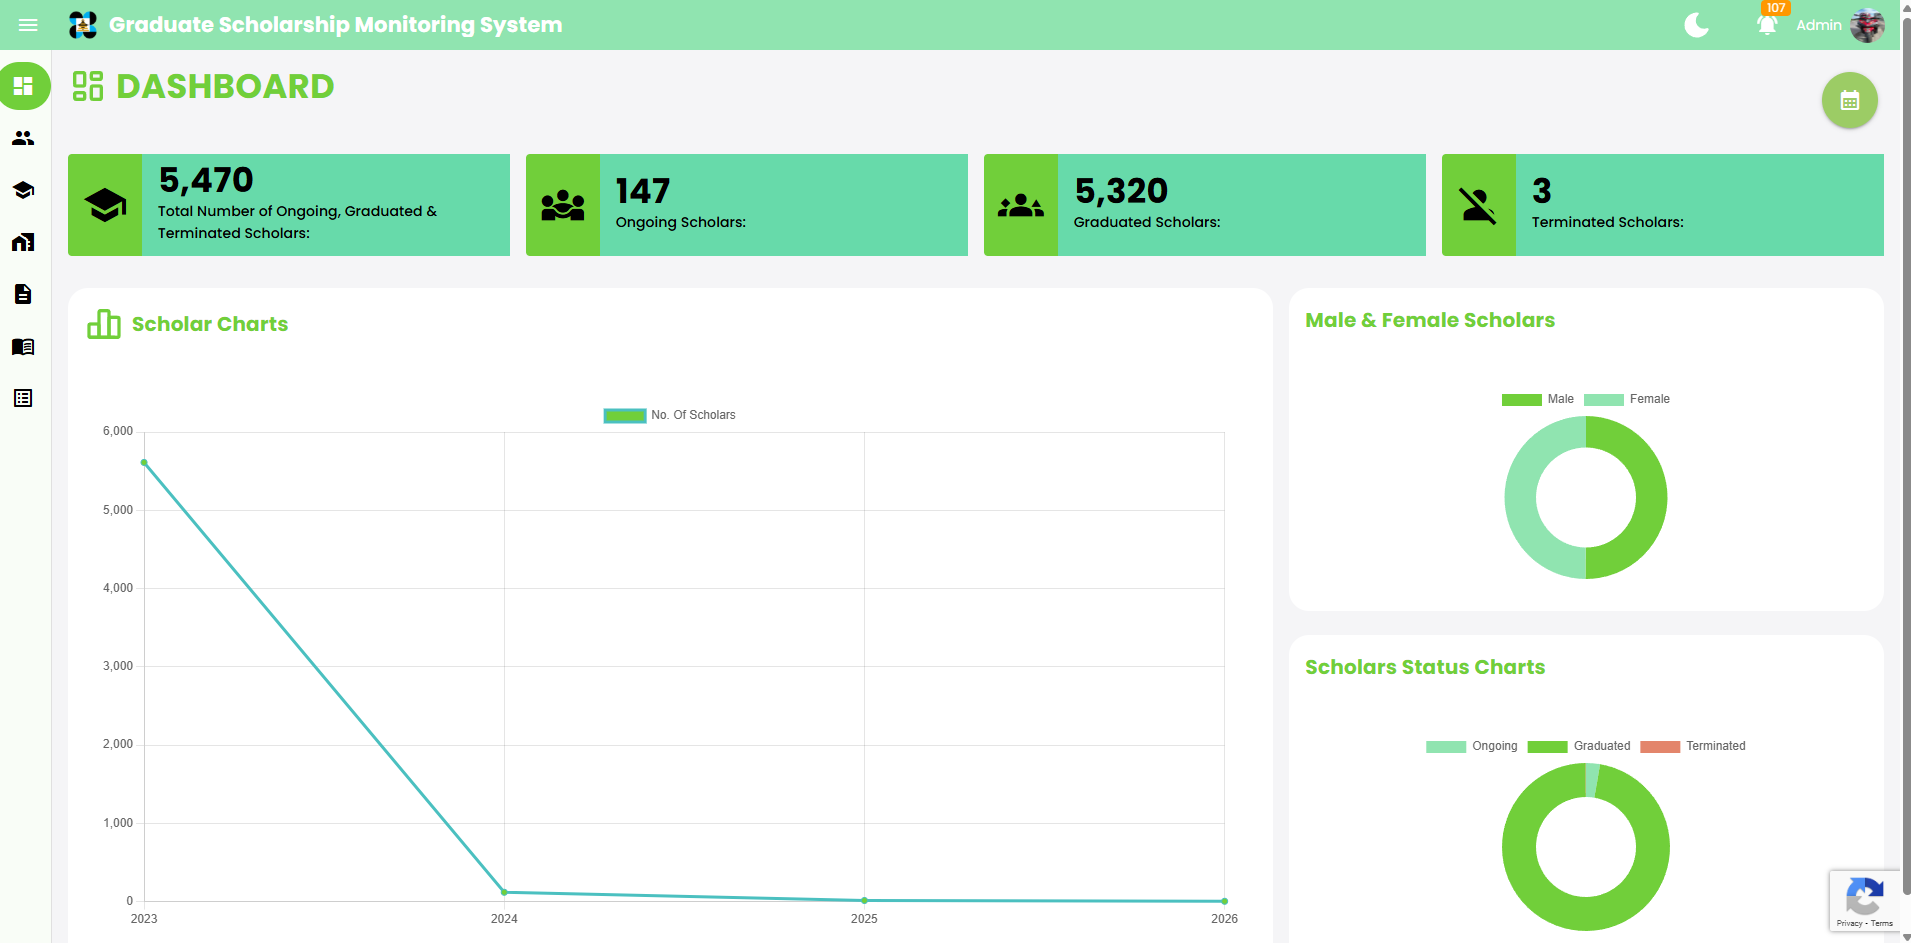 Graduate Scholarship Monitoring System
107
Admin
DASHBOARD
5,470
Total Number of Ongoing, Graduated &
Terminated Scholars:
147
Ongoing Scholars:
5,320
Graduated Scholars:
3
Terminated Scholars:
Scholar Charts
No. Of Scholars
6,000
5,000
4,000
3,000
2,000
1,000
0
2023 2024 2025 2026
Male & Female Scholars
Male Female
Scholars Status Charts
Ongoing Graduated Terminated
Privacy - Terms